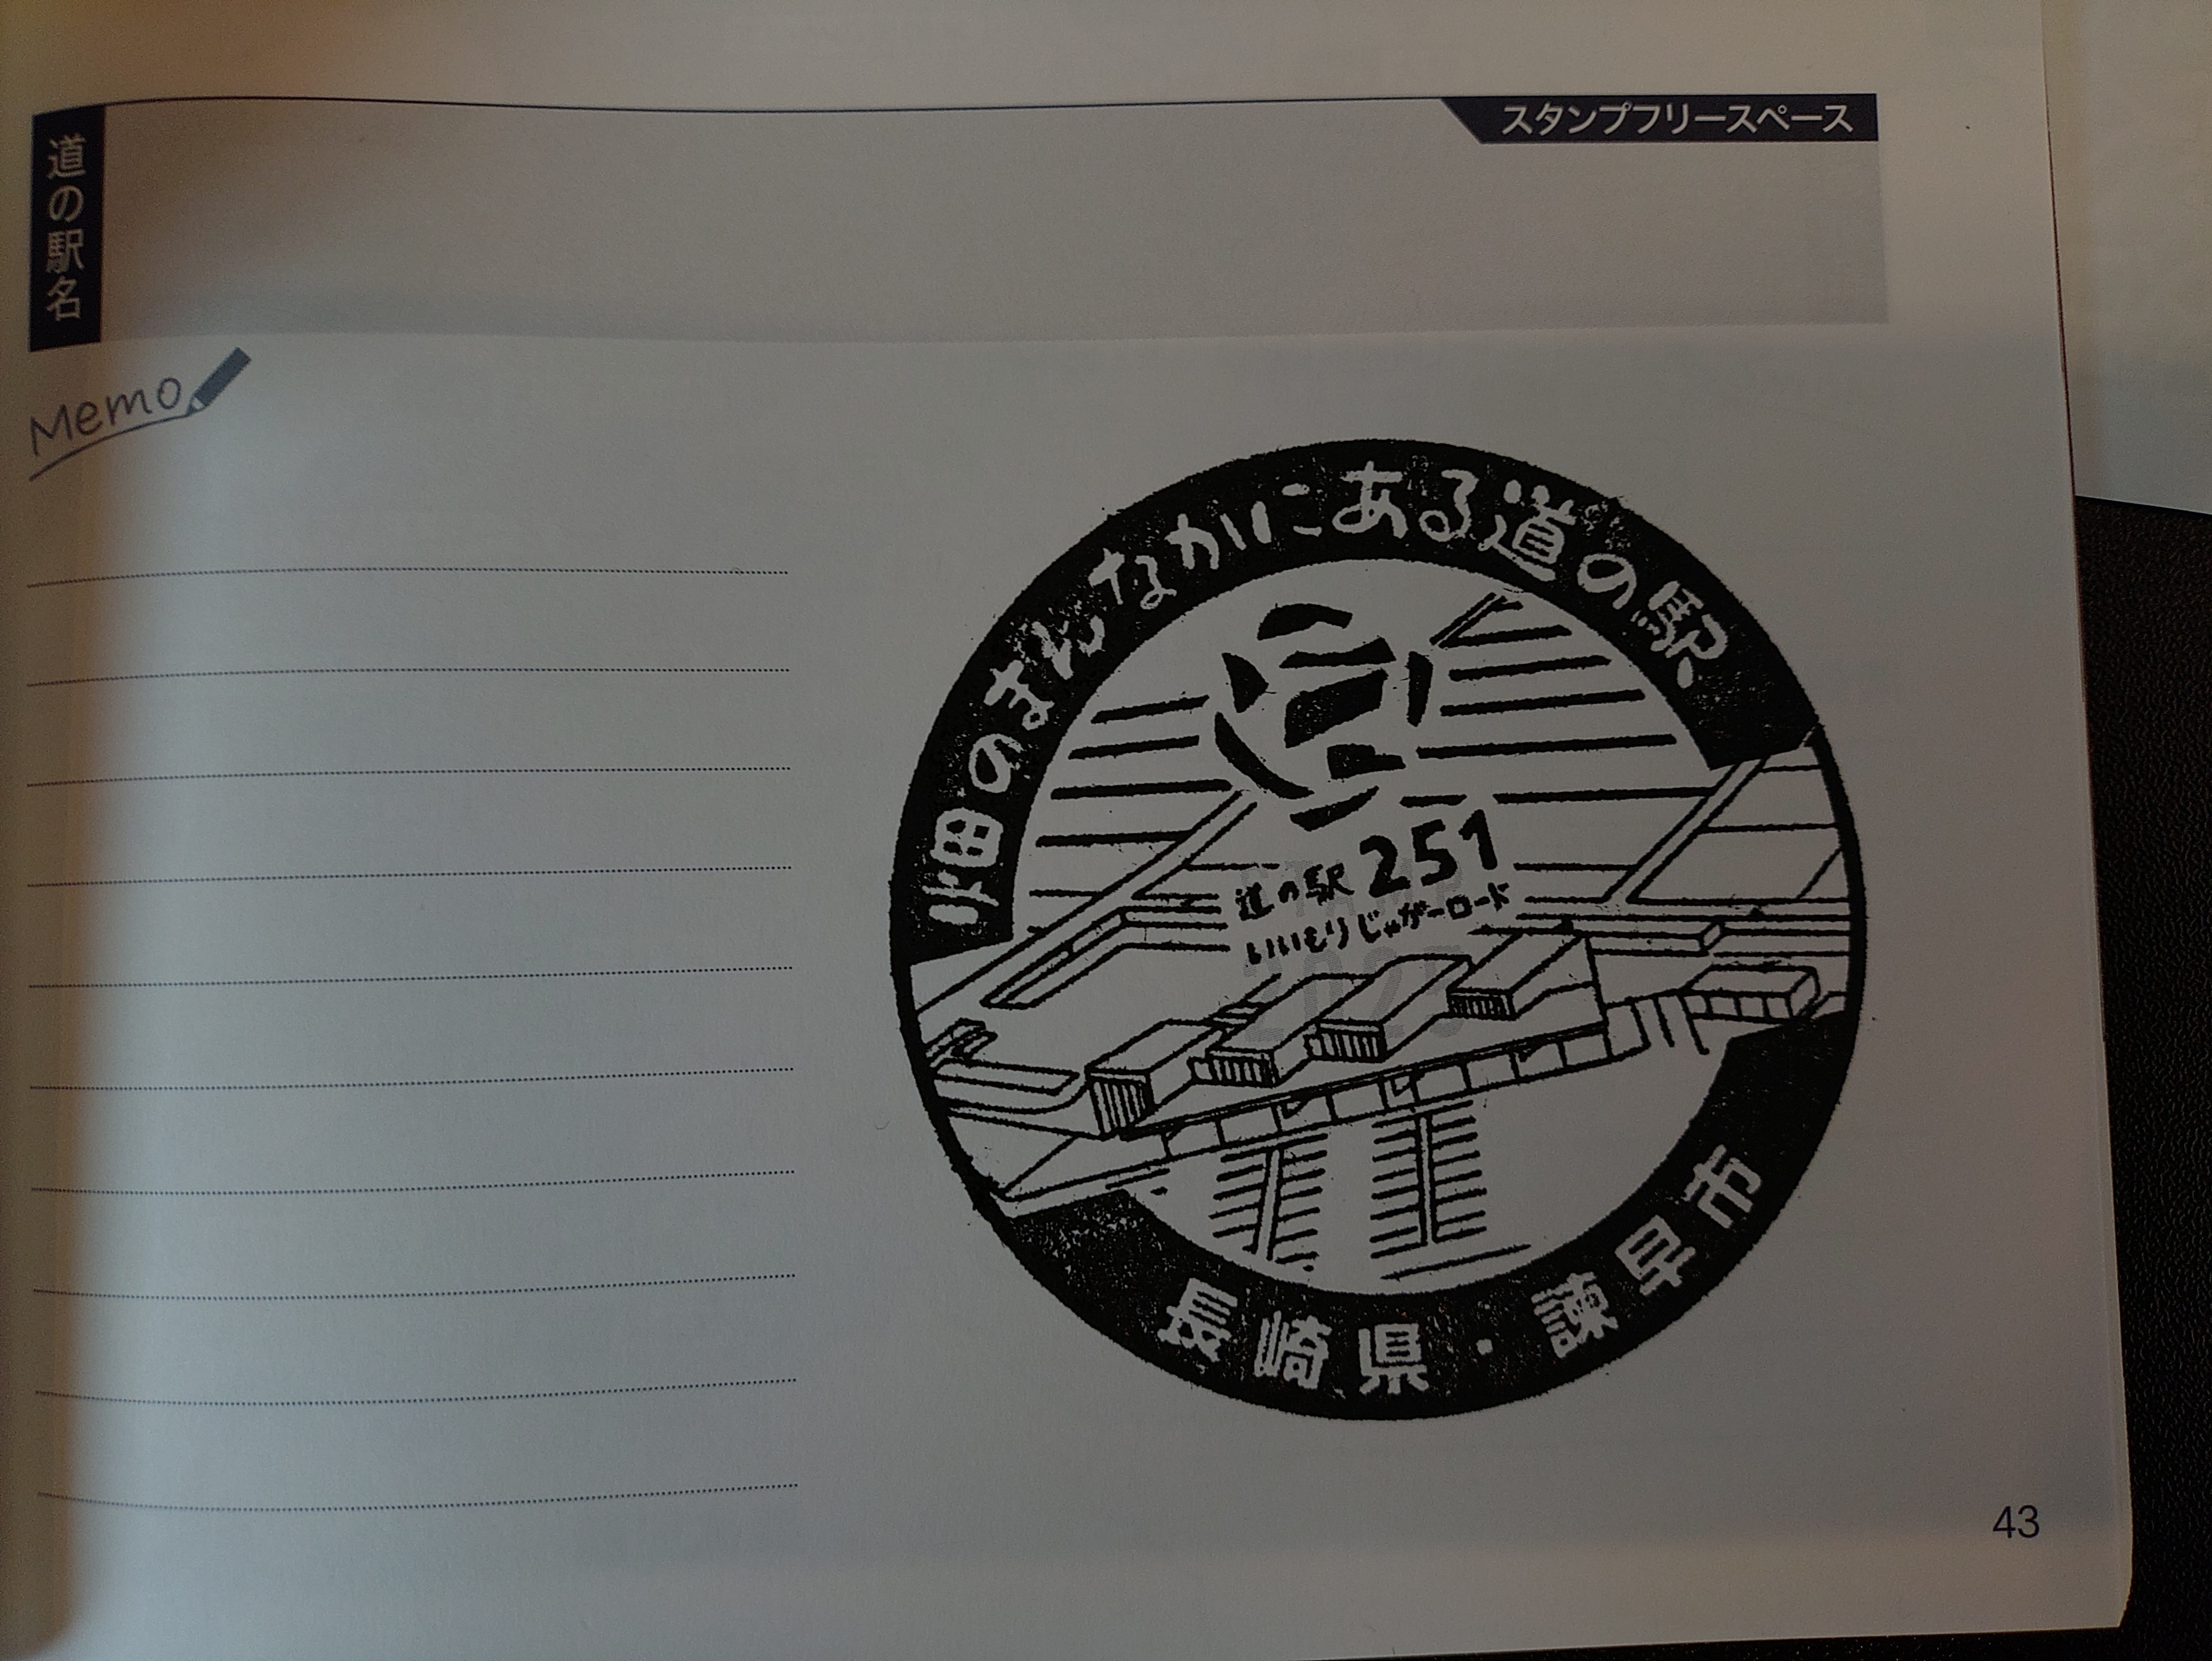 スタンプフリースペース
道の駅名
Memo
畑のまんなかにある道の駅
道の駅 251
いいもりじゃがーロード
長崎県・諫早市
43